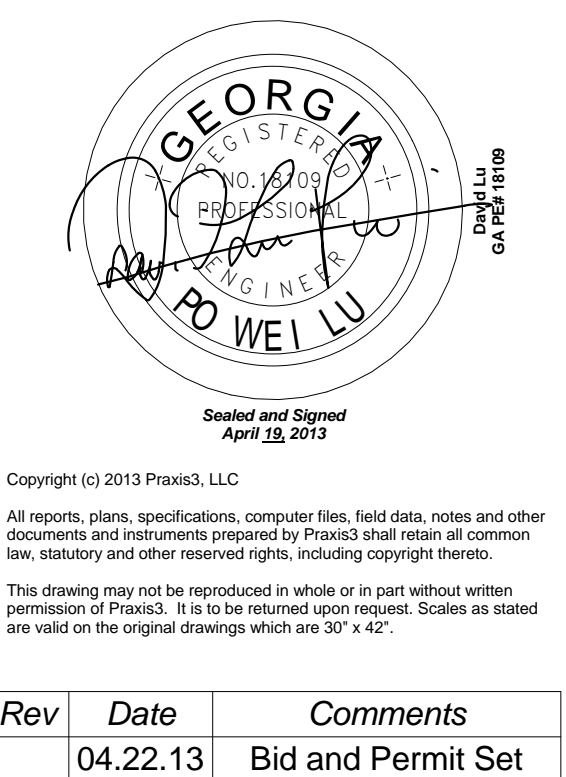 GEORGIA
REGISTERED
NO.18109
PROFESSIONAL
ENGINEER
PO WEI LU
David Lu
GA PE# 18109
Sealed and Signed
April 19, 2013
Copyright (c) 2013 Praxis3, LLC
All reports, plans, specifications, computer files, field data, notes and other
documents and instruments prepared by Praxis3 shall retain all common
law, statutory and other reserved rights, including copyright thereto.
This drawing may not be reproduced in whole or in part without written
permission of Praxis3. It is to be returned upon request. Scales as stated
are valid on the original drawings which are 30" x 42".
Rev Date Comments
04.22.13 Bid and Permit Set